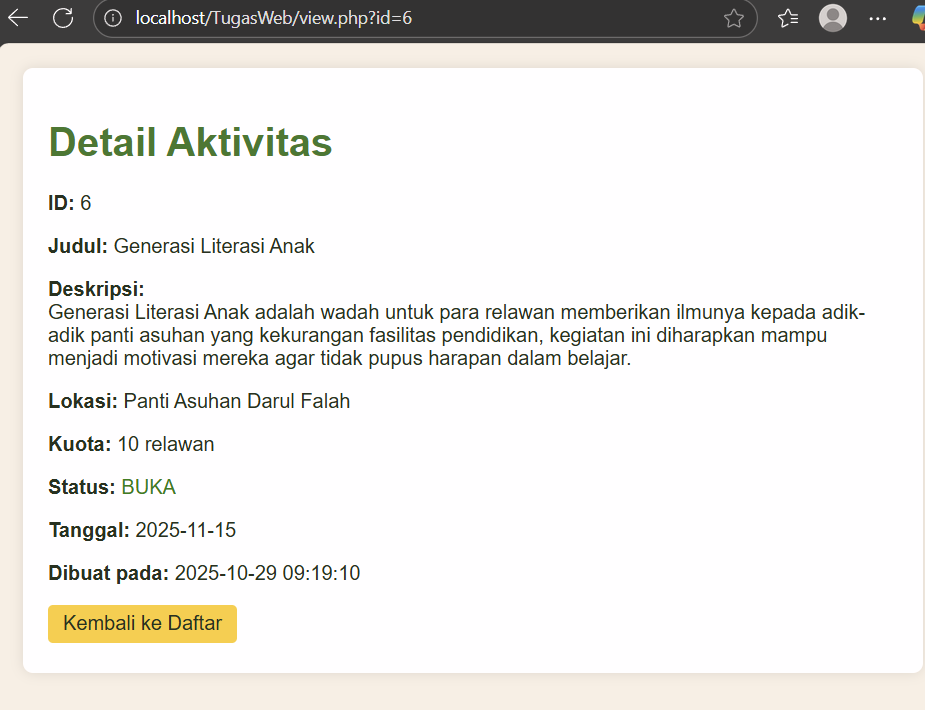 localhost/TugasWeb/view.php?id=6
Detail Aktivitas
ID: 6
Judul: Generasi Literasi Anak
Deskripsi:
Generasi Literasi Anak adalah wadah untuk para relawan memberikan ilmunya kepada adik-
adik panti asuhan yang kekurangan fasilitas pendidikan, kegiatan ini diharapkan mampu
menjadi motivasi mereka agar tidak pupus harapan dalam belajar.
Lokasi: Panti Asuhan Darul Falah
Kuota: 10 relawan
Status: BUKA
Tanggal: 2025-11-15
Dibuat pada: 2025-10-29 09:19:10
Kembali ke Daftar